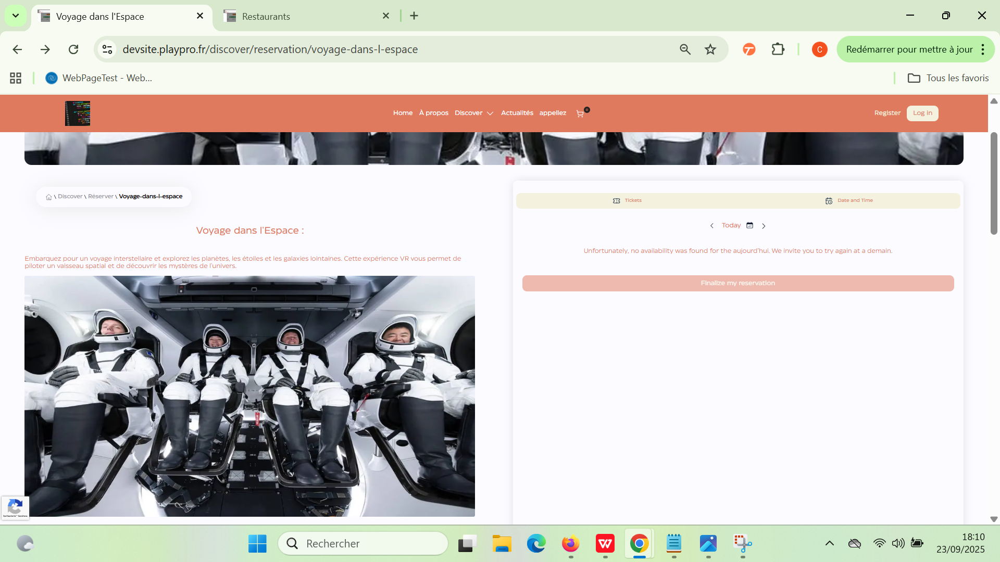 Voyage dans l'Espace
Restaurants
devsite.playpro.fr/discover/reservation/voyage-dans-l-espace
C
Redémarrer pour mettre à jour
WebPageTest - Web...
Tous les favoris
Home À propos Discover Actualités appellez 0
Register Log in
\ Discover \ Réserver \ Voyage-dans-l-espace
Voyage dans l'Espace :
Embarquez pour un voyage interstellaire et explorez les planètes, les étoiles et les galaxies lointaines. Cette expérience VR vous permet de
piloter un vaisseau spatial et de découvrir les mystères de l'univers.
Tickets
Date and Time
Today
Unfortunately, no availability was found for the aujourd'hui. We invite you to try again at a demain.
Finalize my reservation
Confidentialité - Conditions
Rechercher
18:10
23/09/2025